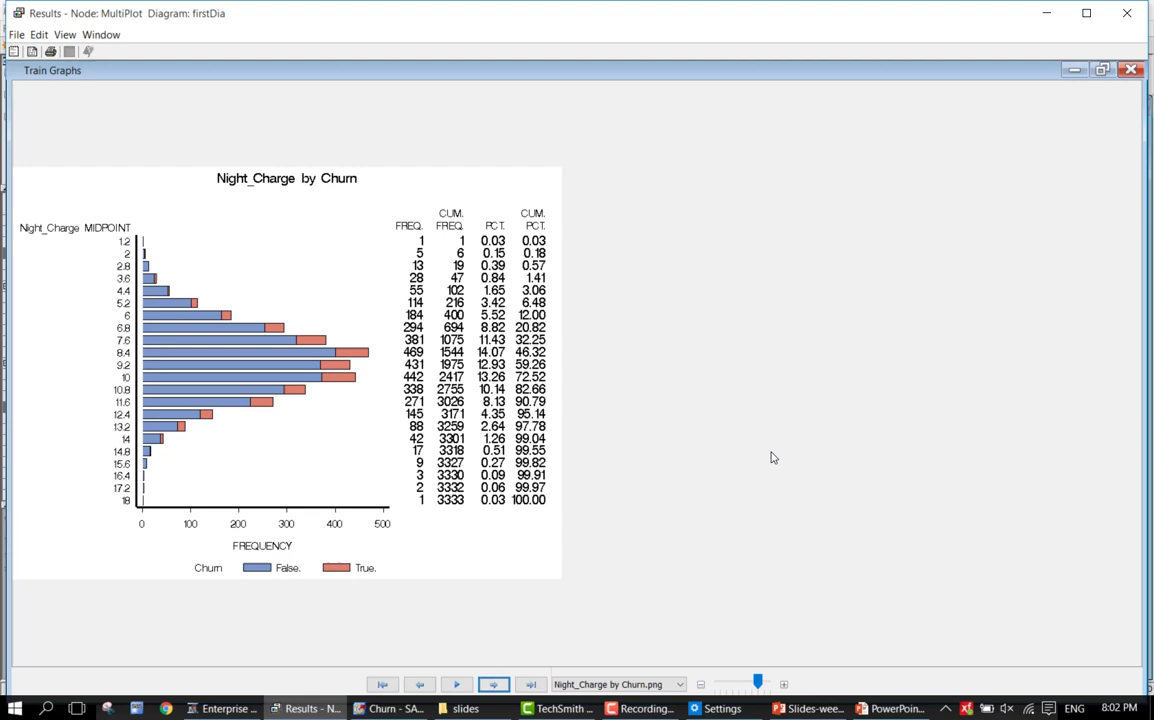 Results - Node: MultiPlot  Diagram: firstDia
File Edit View Window
Train Graphs
Night_Charge by Churn
CUM. CUM.
Night_Charge MIDPOINT FREQ. FREQ. PCT. PCT.
1.2 1 1 0.03 0.03
2 5 6 0.15 0.18
2.8 13 19 0.39 0.57
3.6 28 47 0.84 1.41
4.4 55 102 1.65 3.06
5.2 114 216 3.42 6.48
6 184 400 5.52 12.00
6.8 294 694 8.82 20.82
7.6 381 1075 11.43 32.25
8.4 469 1544 14.07 46.32
9.2 431 1975 12.93 59.26
10 442 2417 13.26 72.52
10.8 338 2755 10.14 82.66
11.6 271 3026 8.13 90.79
12.4 145 3171 4.35 95.14
13.2 88 3259 2.64 97.78
14 42 3301 1.26 99.04
14.8 17 3318 0.51 99.55
15.6 9 3327 0.27 99.82
16.4 3 3330 0.09 99.91
17.2 2 3332 0.06 99.97
18 1 3333 0.03 100.00
0 100 200 300 400 500
FREQUENCY
Churn False. True.
Night_Charge by Churn.png
Enterprise ... Results - N... Churn - SA... slides TechSmith ... Recording... Settings Slides-wee... PowerPoin... ENG 8:02 PM